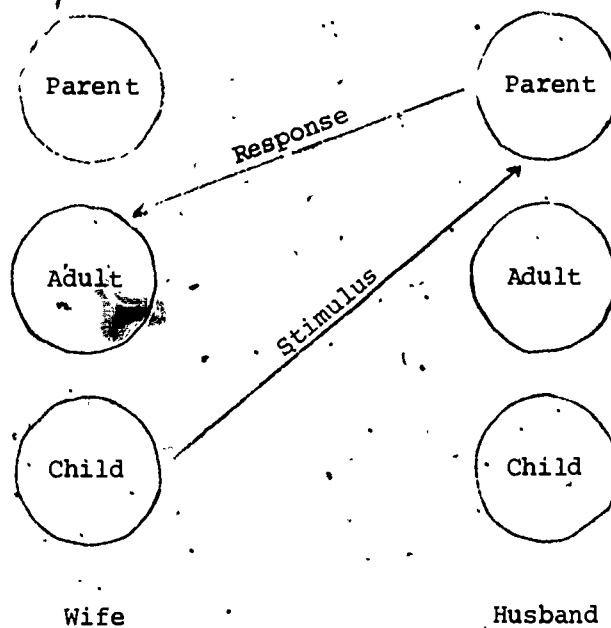 Parent Parent
Response
Adult Adult
Stimulus
Child Child
Wife Husband